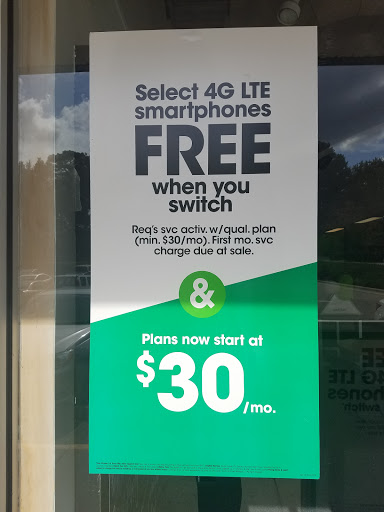 Select 4G LTE
smartphones
FREE
when you
switch
Req's svc activ. w/qual. plan
(min. $30/mo). First mo. svc
charge due at sale.
&
Plans now start at
$30/mo.